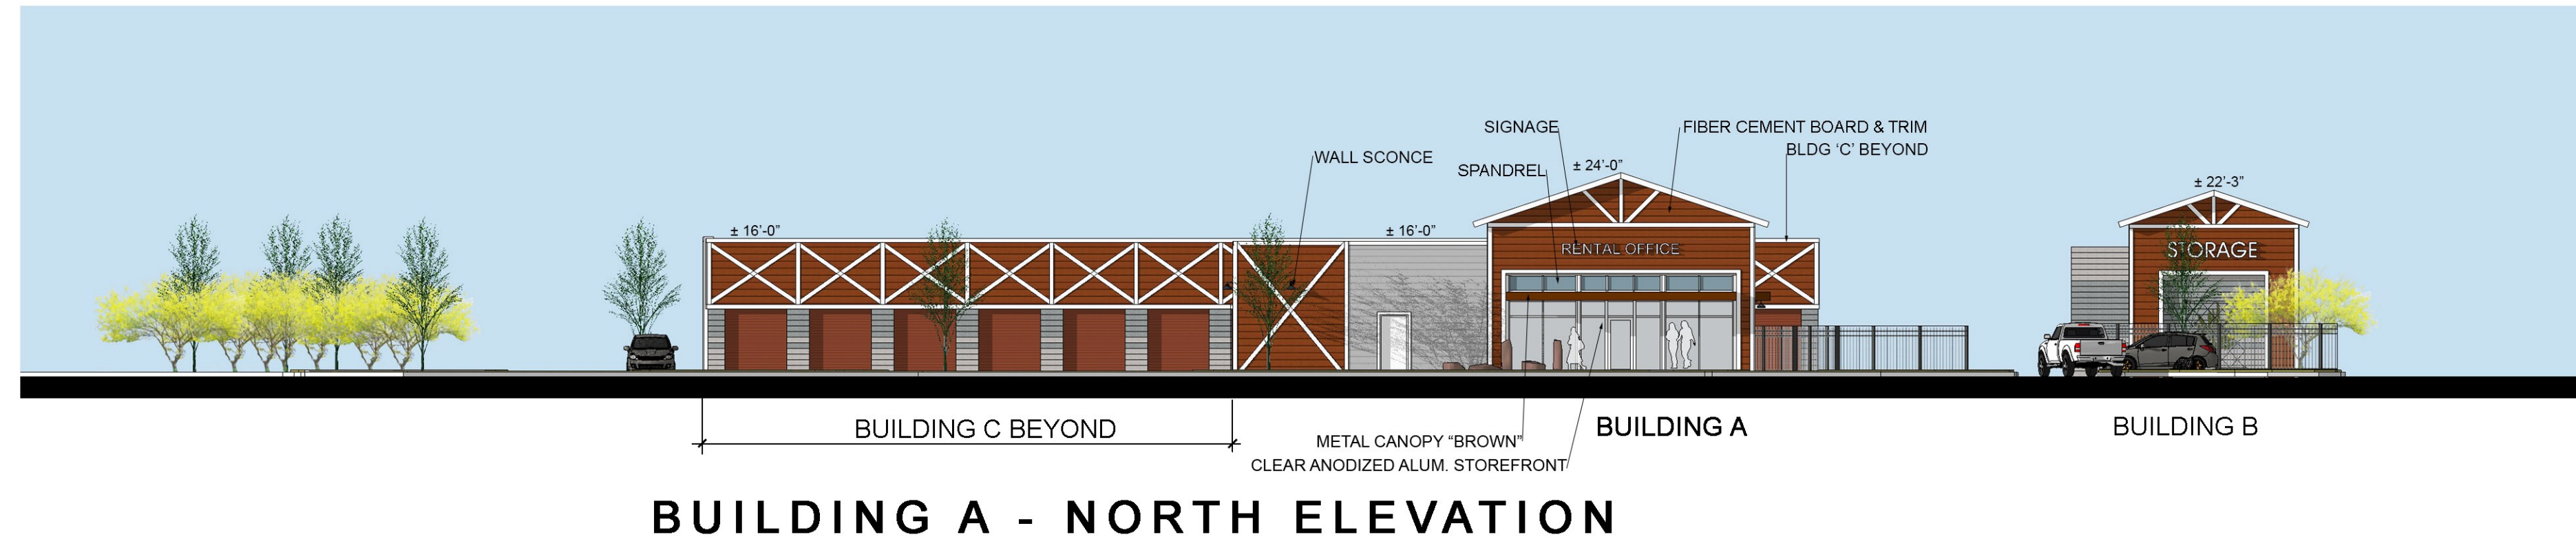 SIGNAGE
FIBER CEMENT BOARD & TRIM
BLDG ‘C’ BEYOND
WALL SCONCE
SPANDREL
± 24’-0”
± 22’-3”
± 16’-0”
± 16’-0”
RENTAL OFFICE
STORAGE
BUILDING C BEYOND
METAL CANOPY “BROWN”
CLEAR ANODIZED ALUM. STOREFRONT
BUILDING A
BUILDING B
BUILDING A - NORTH ELEVATION